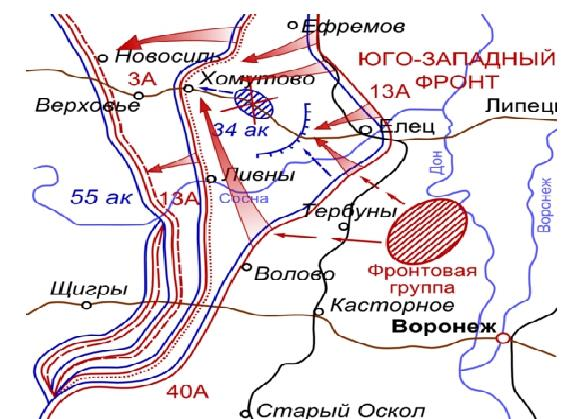 Ефремов
Новосиль
ЮГО-ЗАПАДНЫЙ
ФРОНТ
3А
Хомутово
13А
Верховье
Липецк
34 ак
Елец
Дон
Воронеж
55 ак
13А
Ливны
Сосна
Тербуны
Фронтовая
группа
Волово
Щигры
Касторное
Воронеж
40А
Старый Оскол